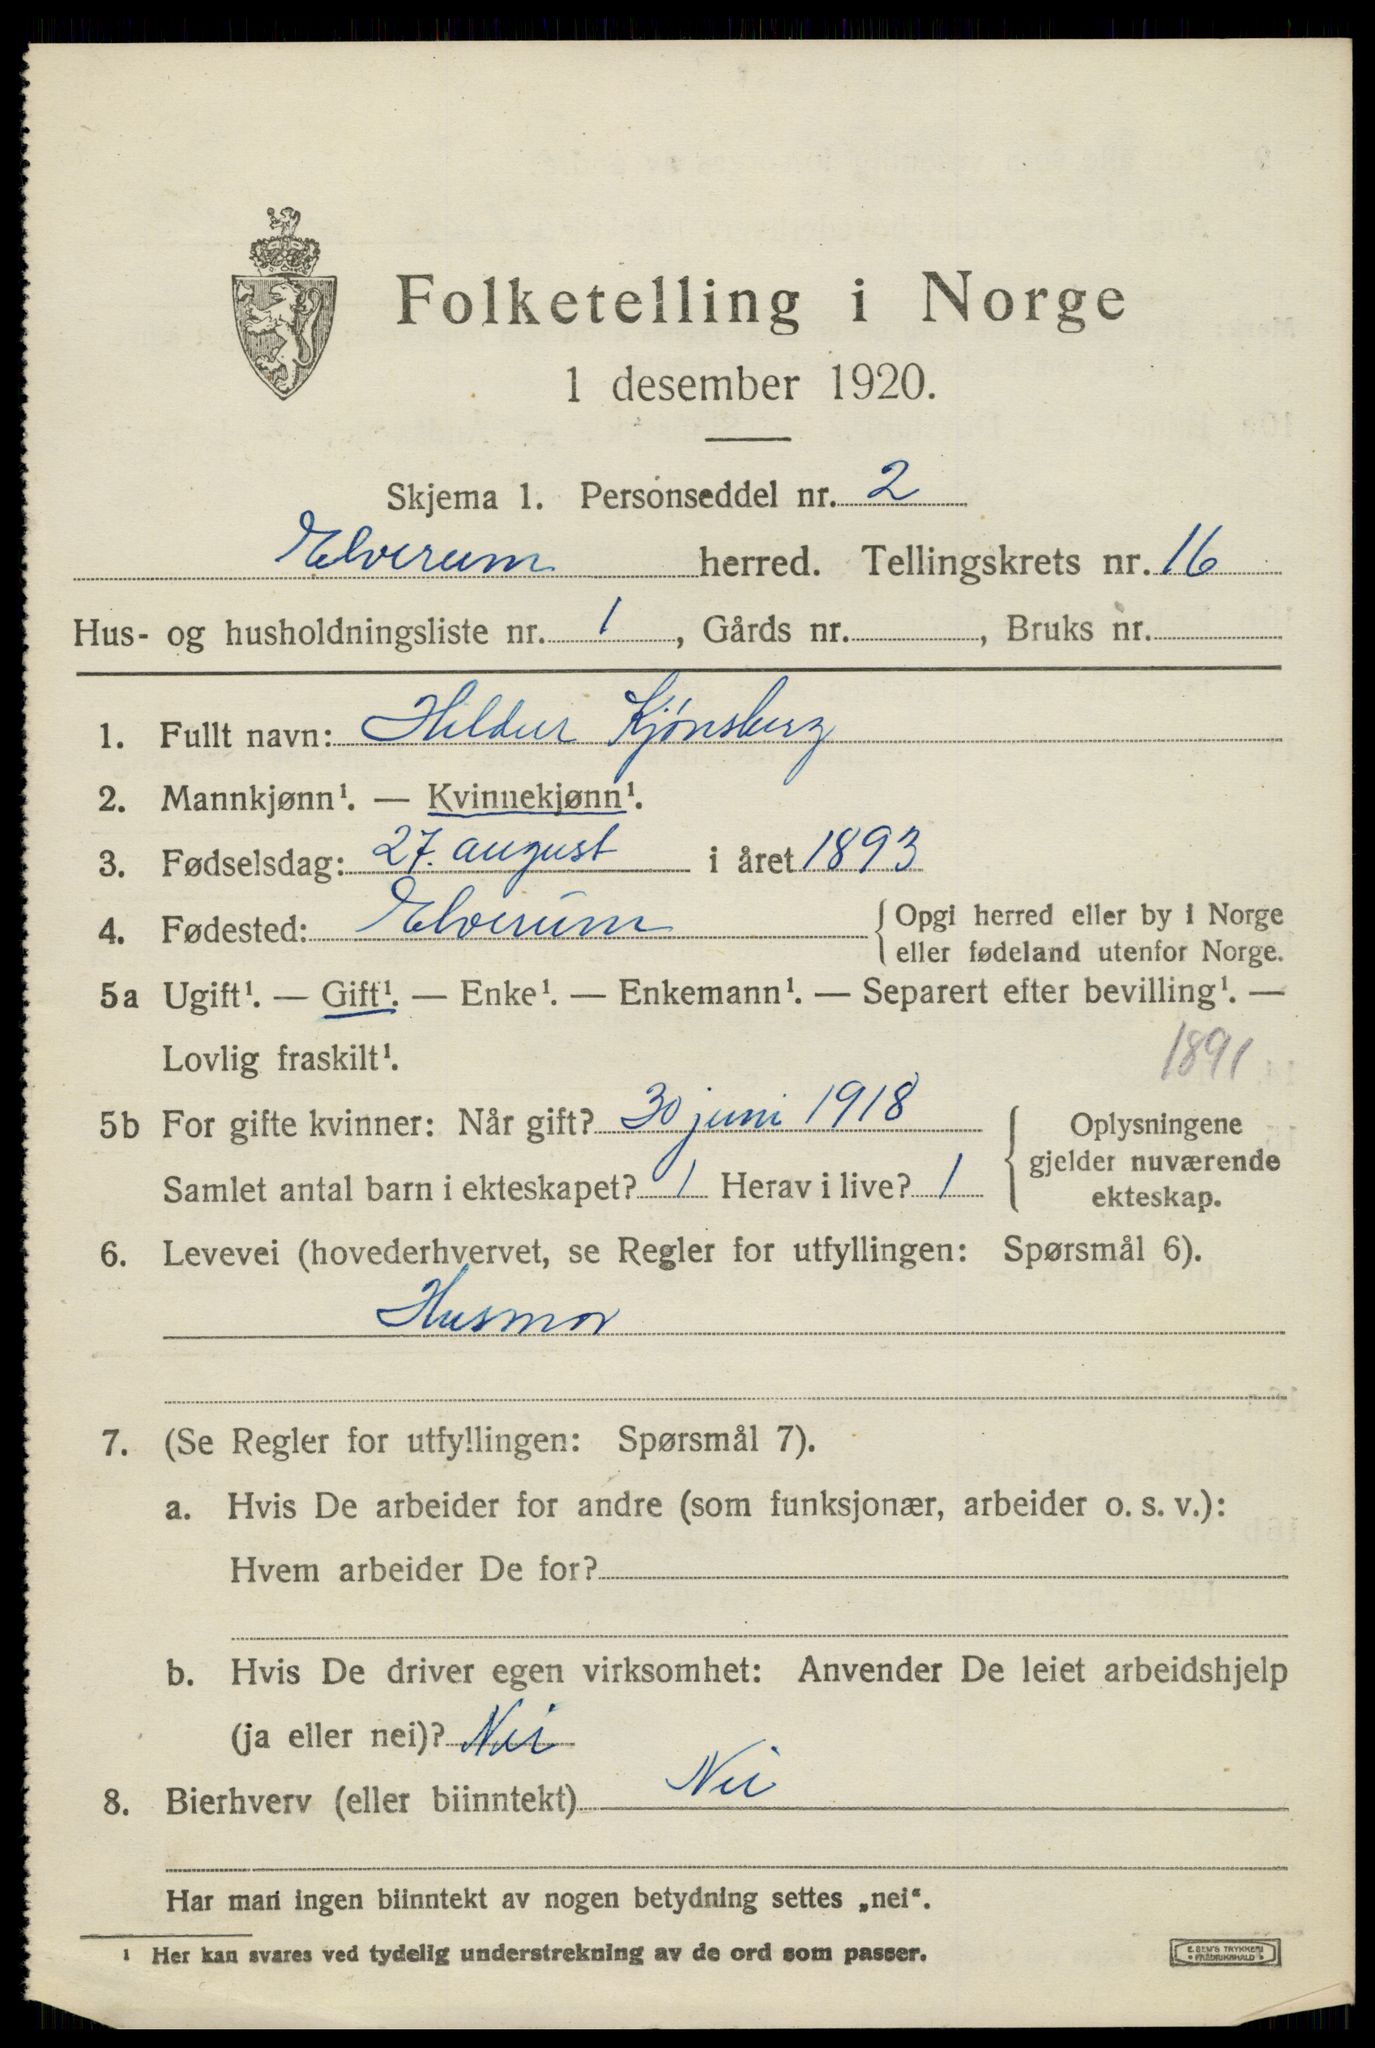 Folketelling i Norge
1 desember 1920.
Skjema 1. Personseddel nr. 2
Elverum herred. Tellingskrets nr. 16
Hus- og husholdningsliste nr. 1, Gårds nr. , Bruks nr.
1. Fullt navn: Hildur Kjønsberg
2. Mannkjønn¹. — Kvinnekjønn¹.
3. Fødselsdag: 27. august i året 1893
4. Fødested: Elverum { Opgi herred eller by i Norge
eller fødeland utenfor Norge.
5a Ugift¹. — Gift¹. — Enke¹. — Enkemann¹. — Separert efter bevilling¹. —
Lovlig fraskilt¹. 1891
5b For gifte kvinner: Når gift? 30 juni 1918 { Oplysningene
gjelder nuværende
Samlet antal barn i ekteskapet? 1 Herav i live? 1 ekteskap.
6. Levevei (hovederhvervet, se Regler for utfyllingen: Spørsmål 6).
Husmor
7. (Se Regler for utfyllingen: Spørsmål 7).
a. Hvis De arbeider for andre (som funksjonær, arbeider o. s. v.):
Hvem arbeider De for?
b. Hvis De driver egen virksomhet: Anvender De leiet arbeidshjelp
(ja eller nei)? Nei
8. Bierhverv (eller biinntekt) Nei
Har man ingen biinntekt av nogen betydning settes „nei“.
¹ Her kan svares ved tydelig understrekning av de ord som passer.
E. SEM'S TRYKKERI
FREDRIKSHALD